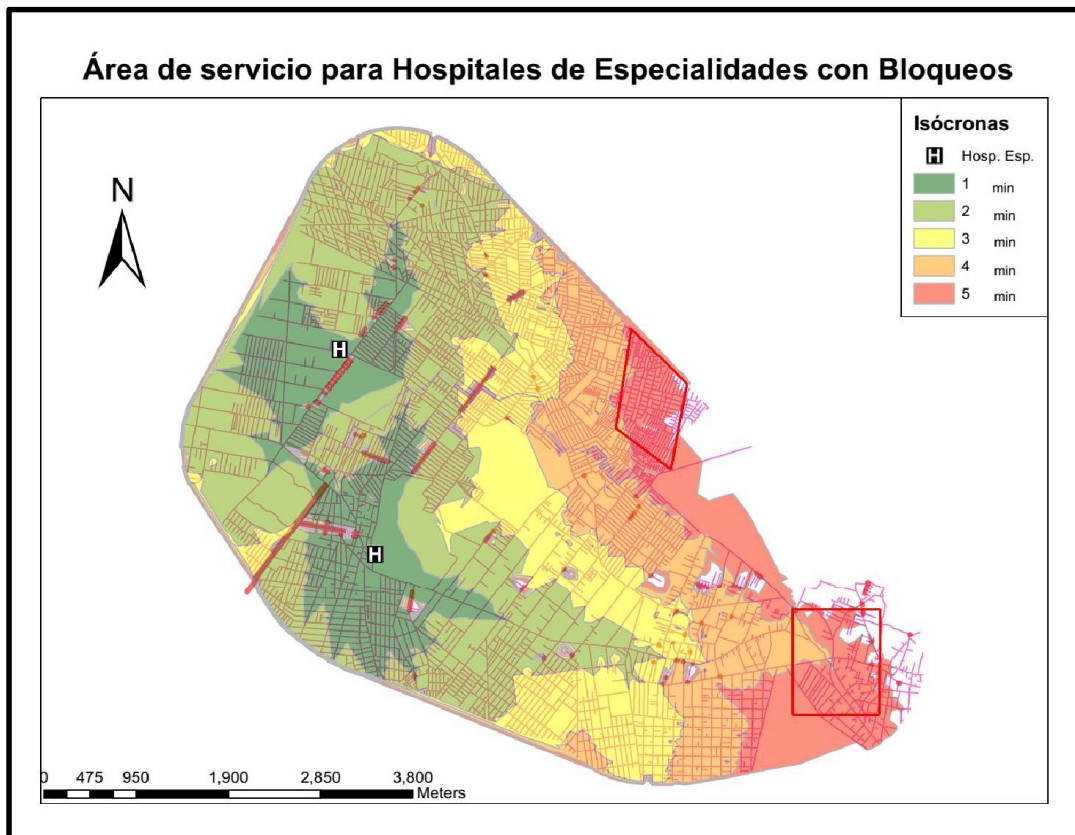 Área de servicio para Hospitales de Especialidades con Bloqueos
Isócronas
H Hosp. Esp.
1 min
2 min
3 min
4 min
5 min
N
H
H
0 475 950 1,900 2,850 3,800
Meters